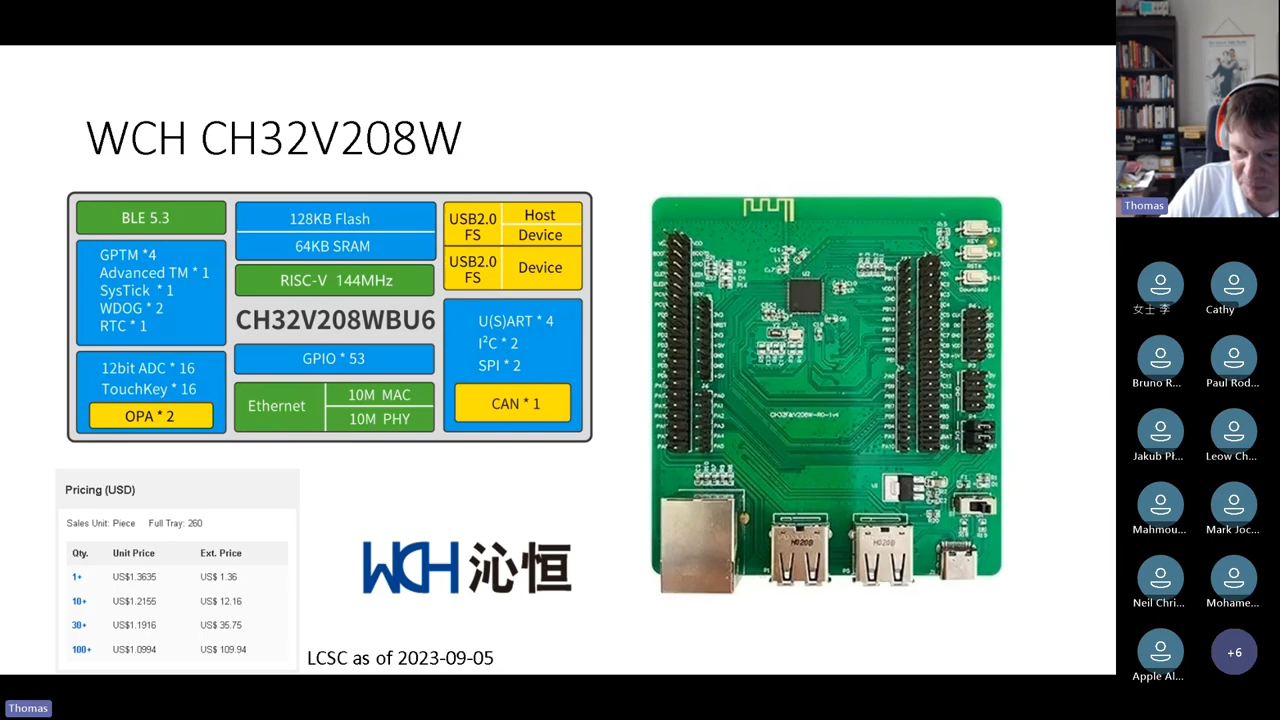 WCH CH32V208W
BLE 5.3
GPTM *4
Advanced TM * 1
SysTick * 1
WDOG * 2
RTC * 1
12bit ADC * 16
TouchKey * 16
OPA * 2
128KB Flash
64KB SRAM
RISC-V 144MHz
CH32V208WBU6
GPIO * 53
Ethernet
10M MAC
10M PHY
USB2.0
FS
Host
Device
USB2.0
FS
Device
U(S)ART * 4
I²C * 2
SPI * 2
CAN * 1
Pricing (USD)
Sales Unit: Piece Full Tray: 260
Qty. Unit Price Ext. Price
1+ US$1.3635 US$ 1.36
10+ US$1.2155 US$ 12.16
30+ US$1.1916 US$ 35.75
100+ US$1.0994 US$ 109.94
WCH 沁恒
LCSC as of 2023-09-05
KEY
Download
Thomas
女士 李
Cathy
Bruno R...
Paul Rod...
Jakub Pł...
Leow Ch...
Mahmou...
Mark Joc...
Neil Chri...
Mohame...
Apple Al...
+6
Thomas